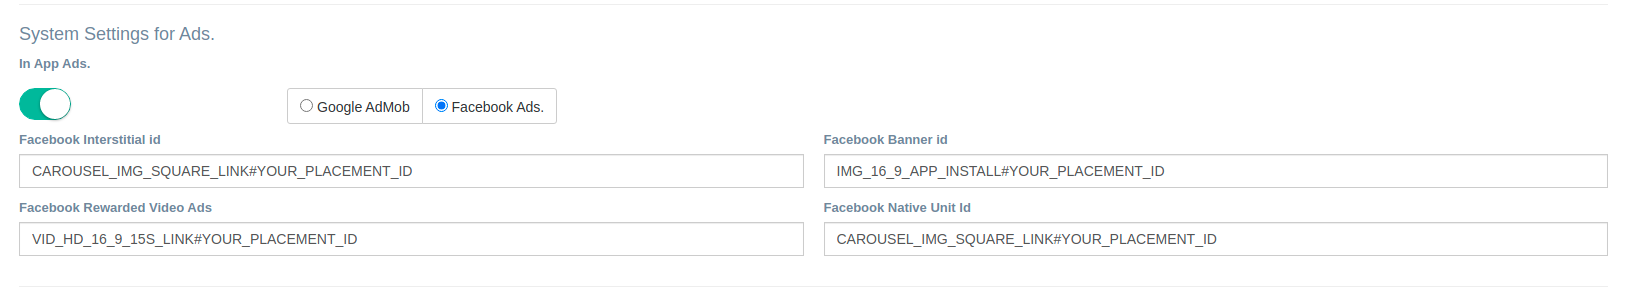 System Settings for Ads.
In App Ads.
Google AdMob
Facebook Ads.
Facebook Interstitial id
Facebook Banner id
CAROUSEL_IMG_SQUARE_LINK#YOUR_PLACEMENT_ID
IMG_16_9_APP_INSTALL#YOUR_PLACEMENT_ID
Facebook Rewarded Video Ads
Facebook Native Unit Id
VID_HD_16_9_15S_LINK#YOUR_PLACEMENT_ID
CAROUSEL_IMG_SQUARE_LINK#YOUR_PLACEMENT_ID